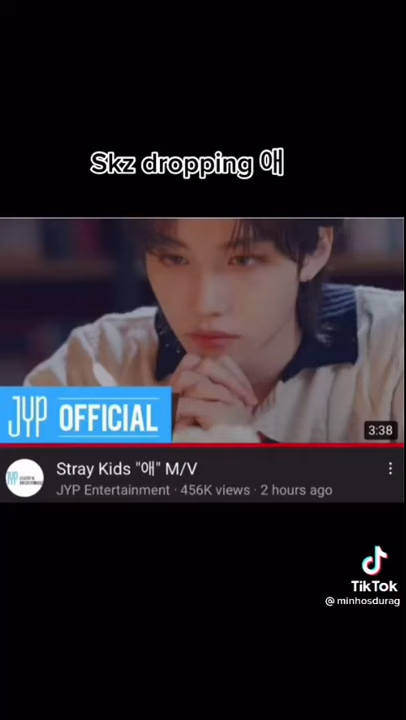 Skz dropping 애
JYP OFFICIAL
3:38
Stray Kids "애" M/V
JYP Entertainment · 456K views · 2 hours ago
JYP
TikTok
@minhosdurag